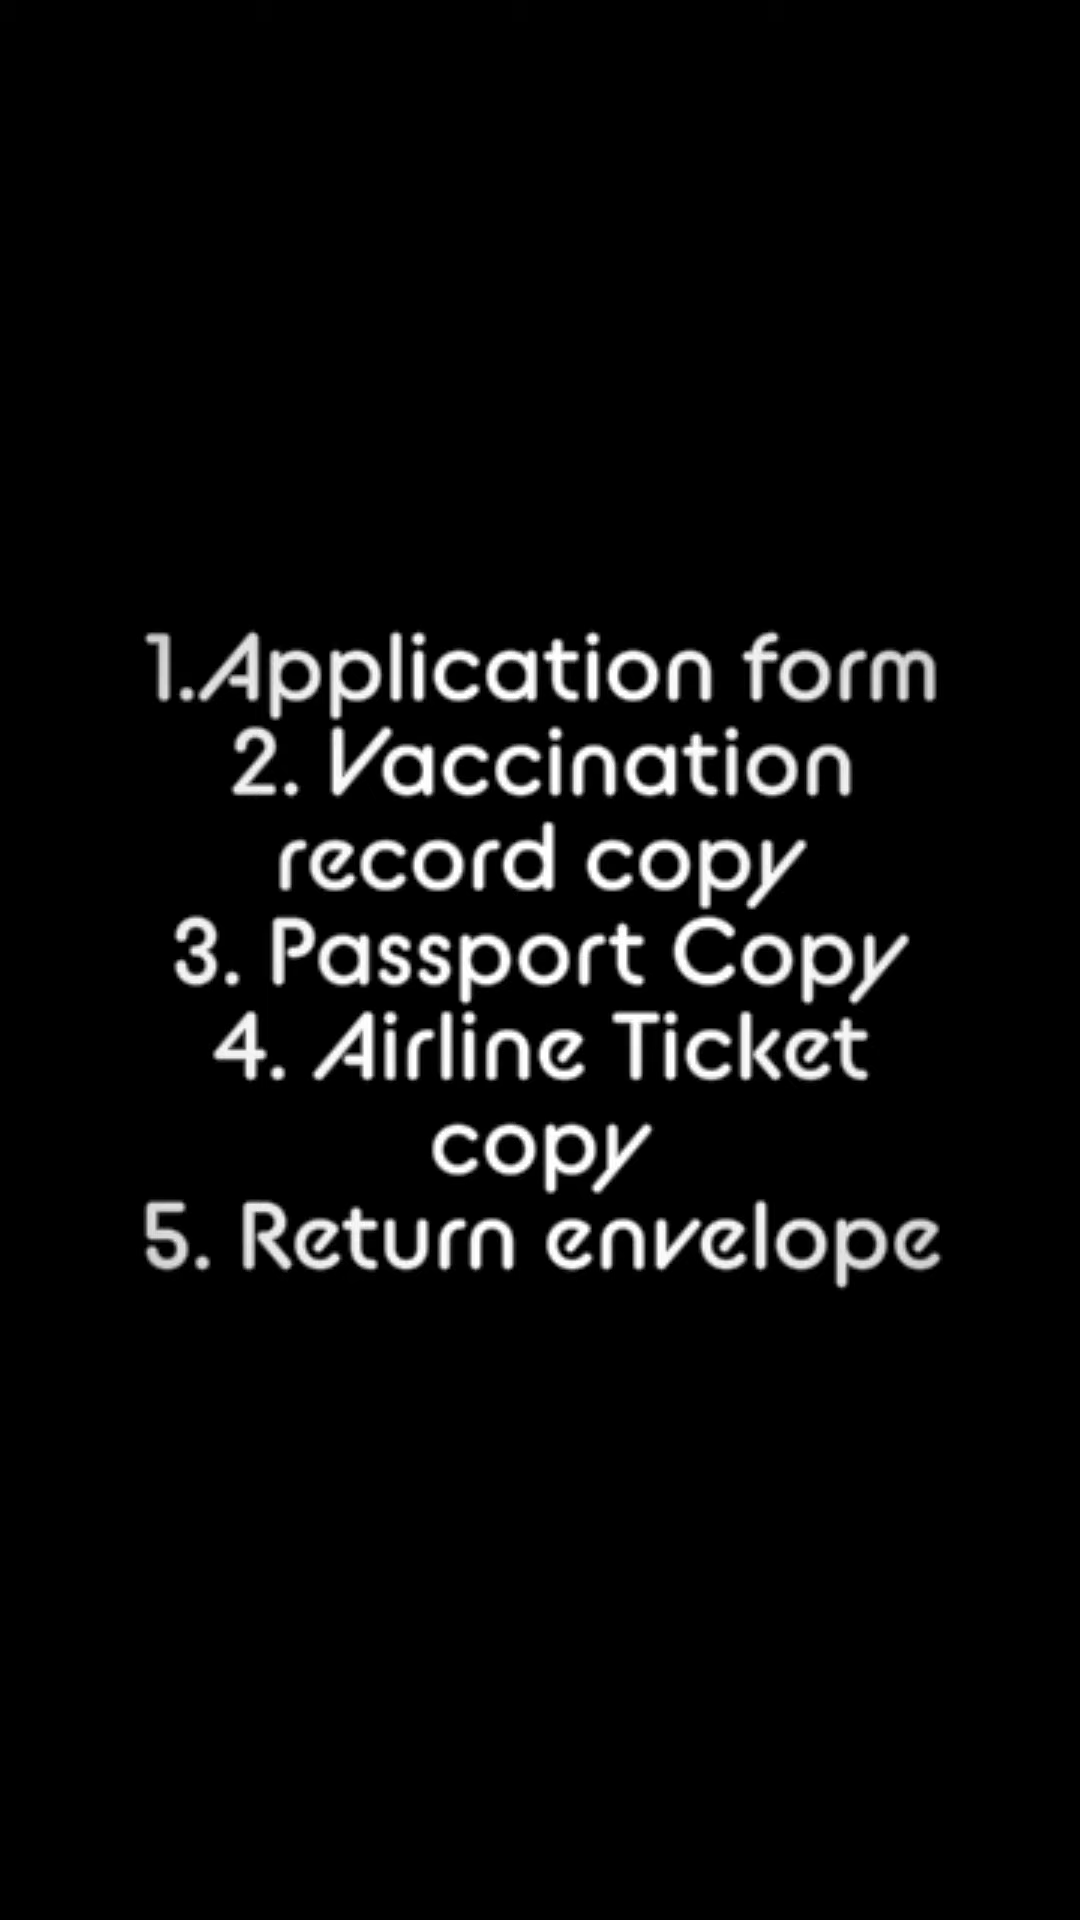 1.Application form
2. Vaccination
record copy
3. Passport Copy
4. Airline Ticket
copy
5. Return envelope